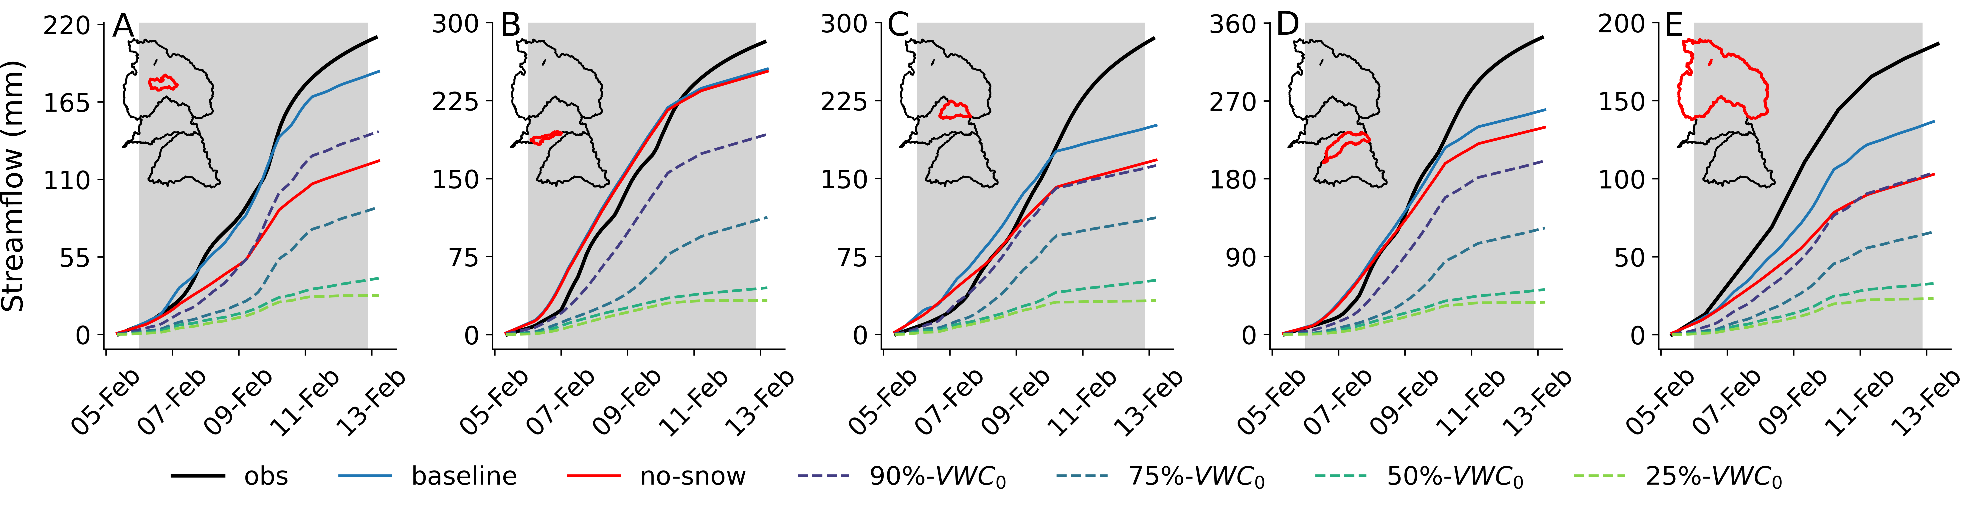 A B C D E
Streamflow (mm)
220 165 110 55 0
300 225 150 75 0
300 225 150 75 0
360 270 180 90 0
200 150 100 50 0
05-Feb 07-Feb 09-Feb 11-Feb 13-Feb
05-Feb 07-Feb 09-Feb 11-Feb 13-Feb
05-Feb 07-Feb 09-Feb 11-Feb 13-Feb
05-Feb 07-Feb 09-Feb 11-Feb 13-Feb
05-Feb 07-Feb 09-Feb 11-Feb 13-Feb
obs baseline no-snow 90%-VWC₀ 75%-VWC₀ 50%-VWC₀ 25%-VWC₀